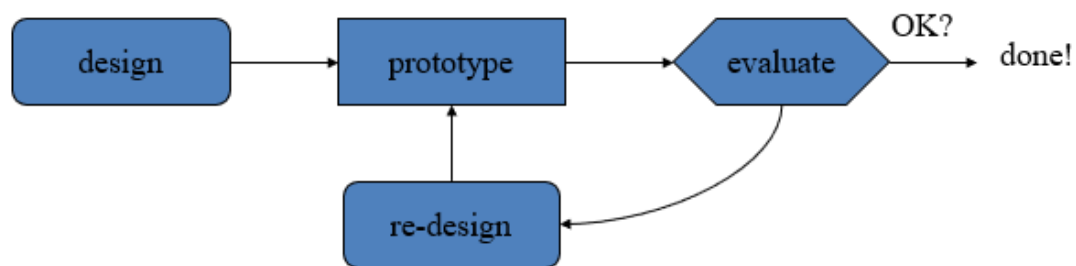 OK?
design
prototype
evaluate
done!
re-design